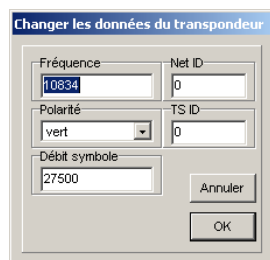 Changer les données du transpondeur
Fréquence Net ID
10834 0
Polarité TS ID
vert 0
Débit symbole
27500
Annuler
OK